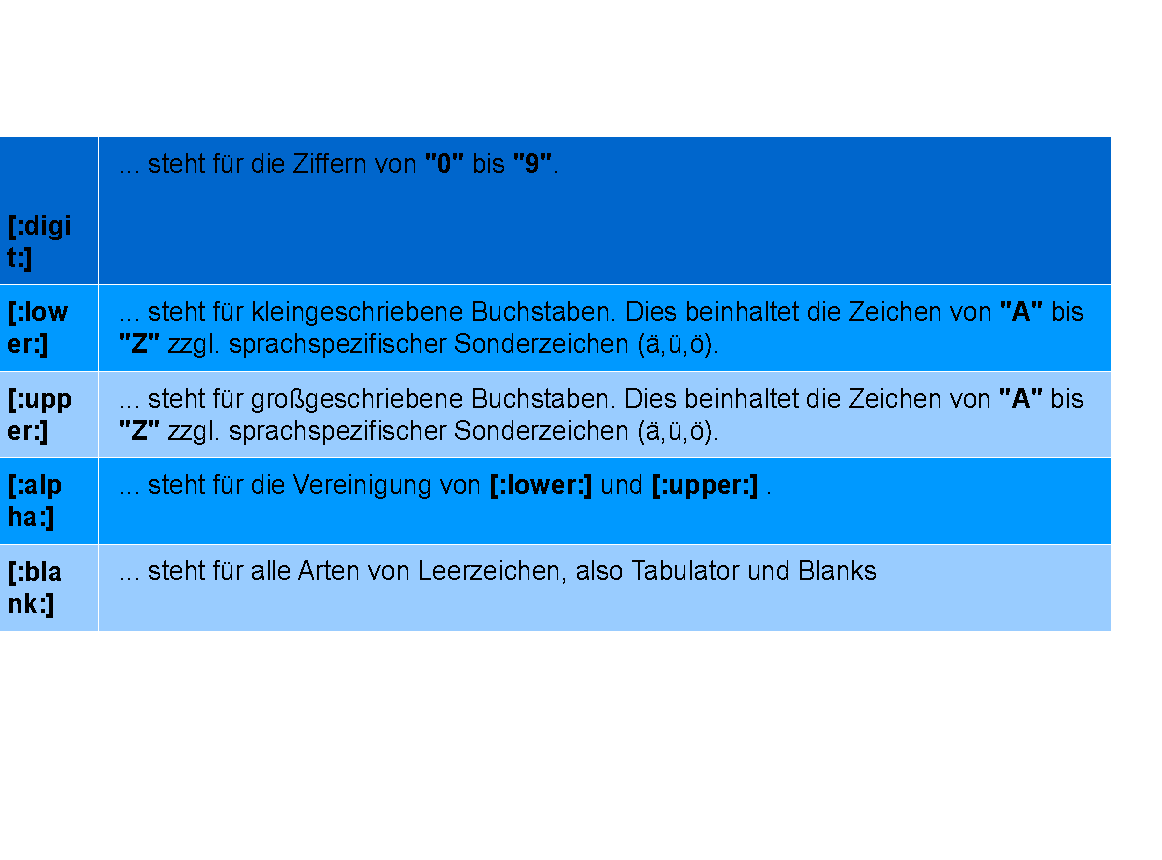 ... steht für die Ziffern von "0" bis "9".
[:digi
t:]
[:low
er:]
... steht für kleingeschriebene Buchstaben. Dies beinhaltet die Zeichen von "A" bis
"Z" zzgl. sprachspezifischer Sonderzeichen (ä,ü,ö).
[:upp
er:]
... steht für großgeschriebene Buchstaben. Dies beinhaltet die Zeichen von "A" bis
"Z" zzgl. sprachspezifischer Sonderzeichen (ä,ü,ö).
[:alp
ha:]
... steht für die Vereinigung von [:lower:] und [:upper:] .
[:bla
nk:]
... steht für alle Arten von Leerzeichen, also Tabulator und Blanks